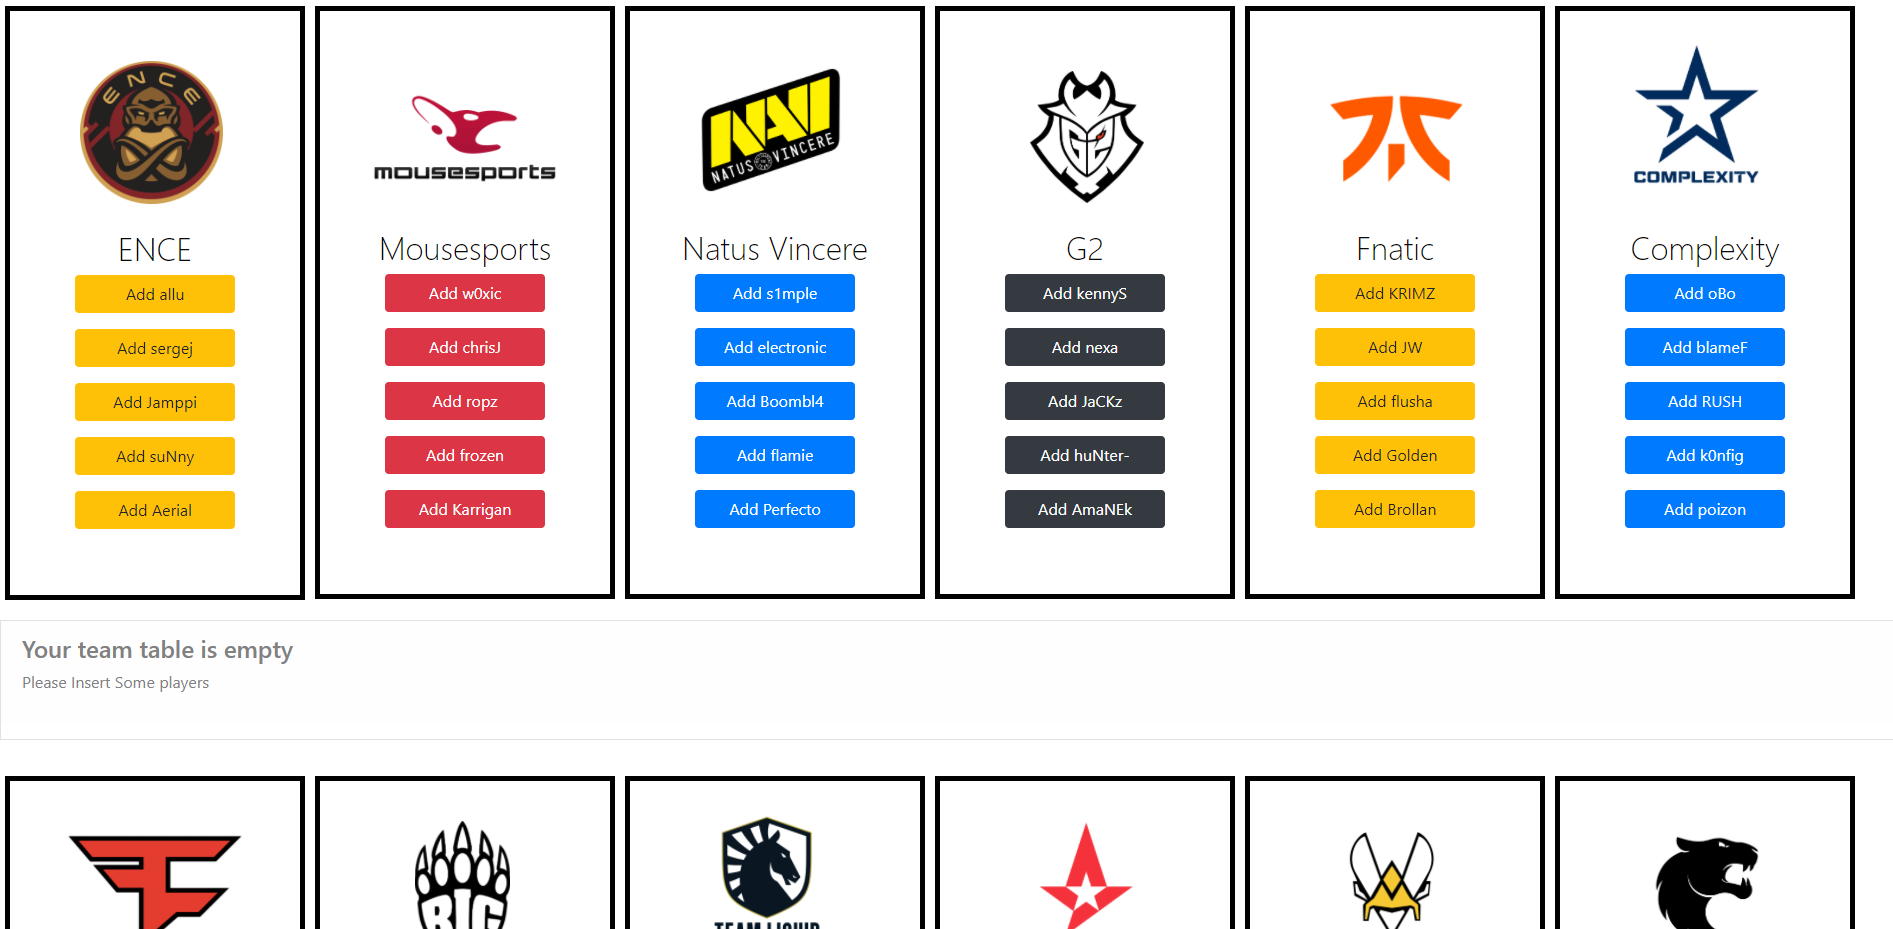 ENCE
mousesports
NAVI
NATUS VINCERE
G2
COMPLEXITY
ENCE
Mousesports
Natus Vincere
G2
Fnatic
Complexity
Add allu
Add w0xic
Add s1mple
Add kennyS
Add KRIMZ
Add oBo
Add sergej
Add chrisJ
Add electronic
Add nexa
Add JW
Add blameF
Add Jamppi
Add ropz
Add Boombl4
Add JaCKz
Add flusha
Add RUSH
Add suNny
Add frozen
Add flamie
Add huNter-
Add Golden
Add k0nfig
Add Aerial
Add Karrigan
Add Perfecto
Add AmaNEk
Add Brollan
Add poizon
Your team table is empty
Please Insert Some players
BIG
TEAM LIQUID